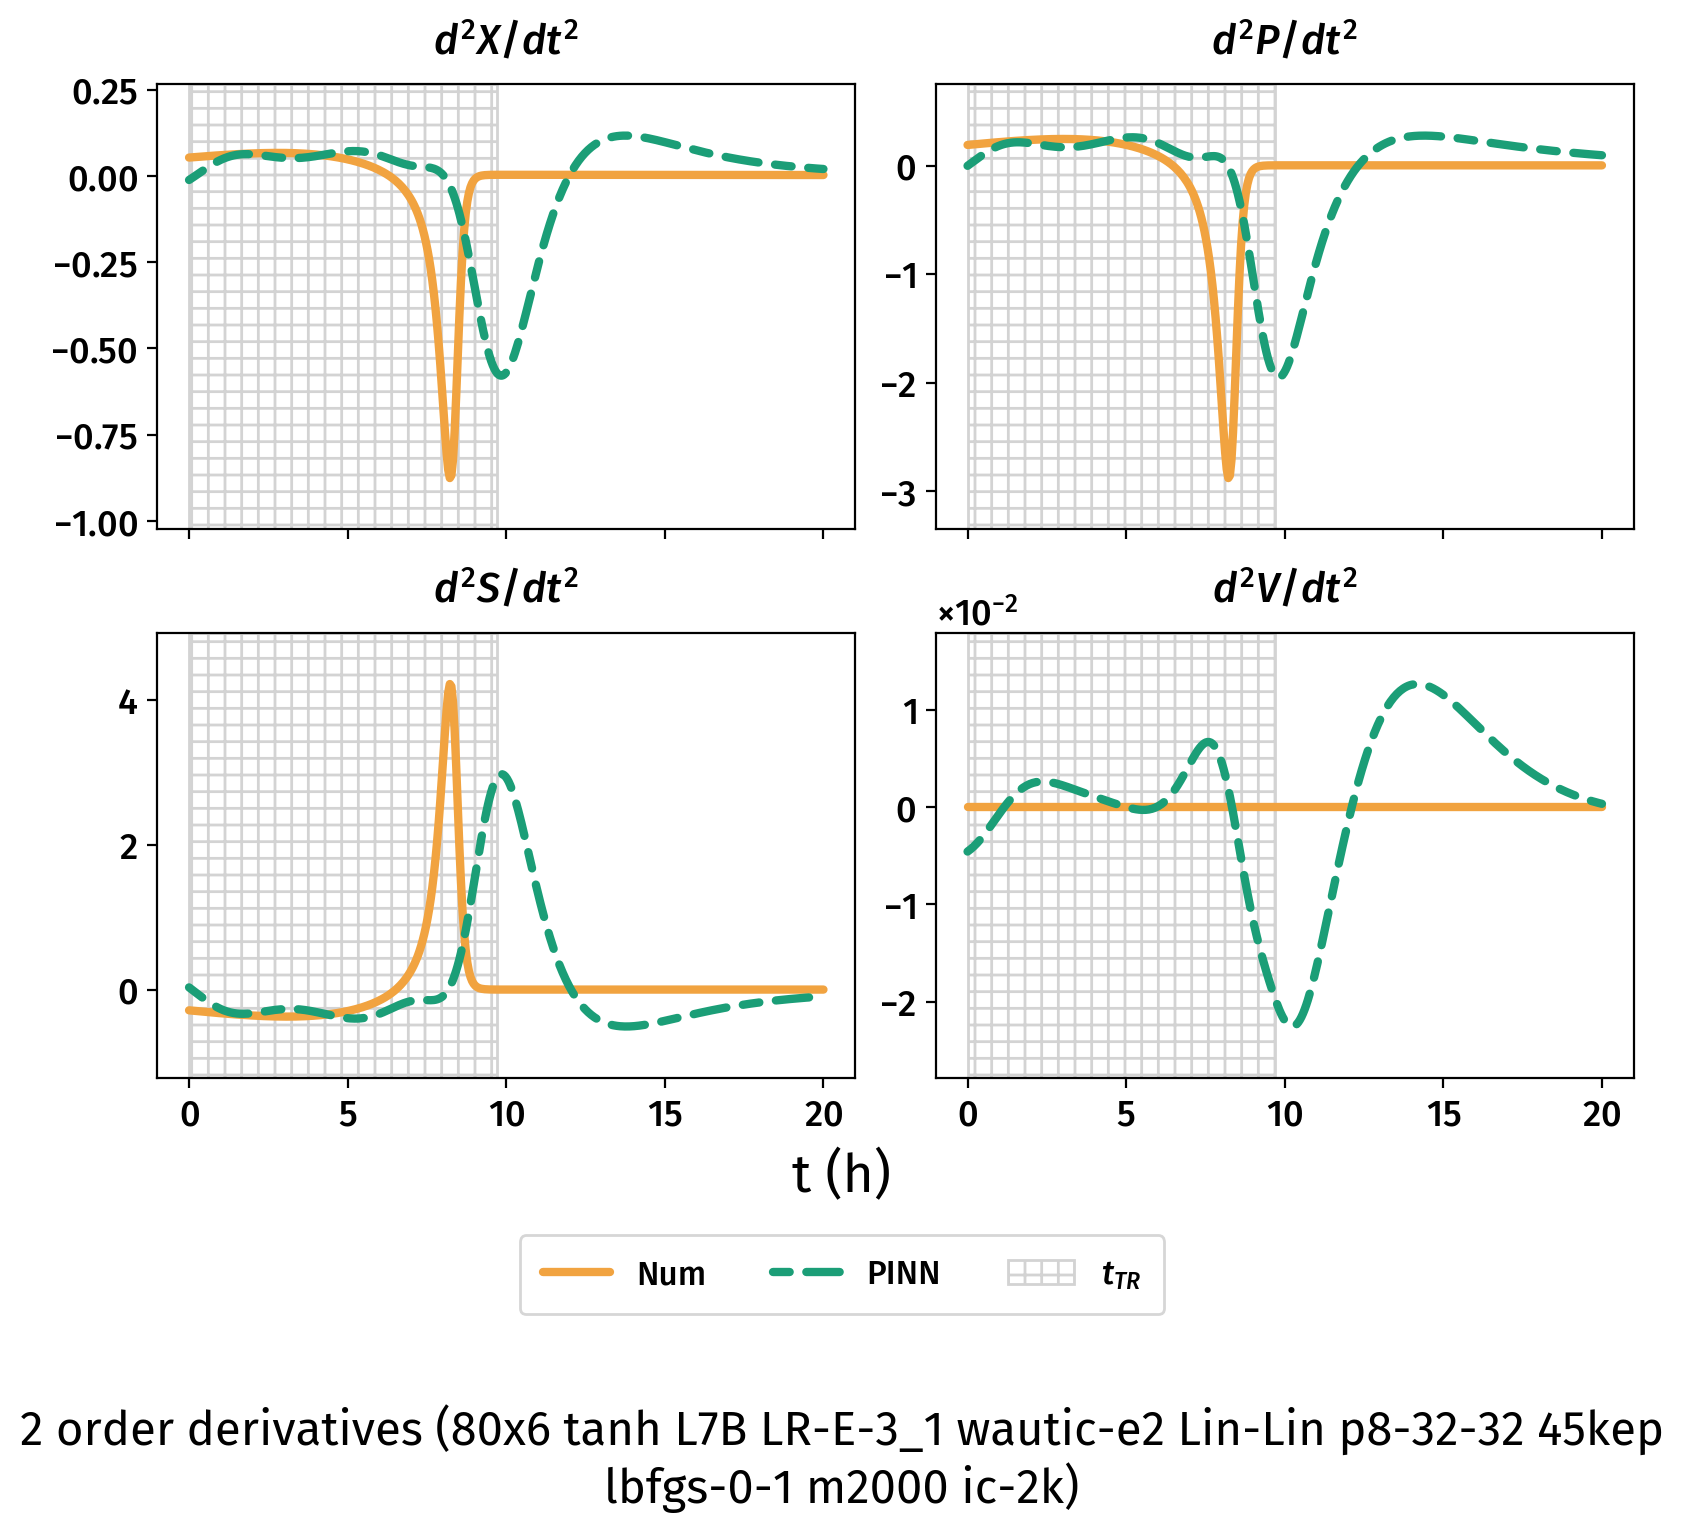 d²X/dt²
d²P/dt²
0.25
0.00
−0.25
−0.50
−0.75
−1.00
0
−1
−2
−3
d²S/dt²
d²V/dt²
×10⁻²
4
2
0
1
0
−1
−2
0 5 10 15 20
0 5 10 15 20
t (h)
Num PINN t_TR
2 order derivatives (80x6 tanh L7B LR-E-3_1 wautic-e2 Lin-Lin p8-32-32 45kep
lbfgs-0-1 m2000 ic-2k)